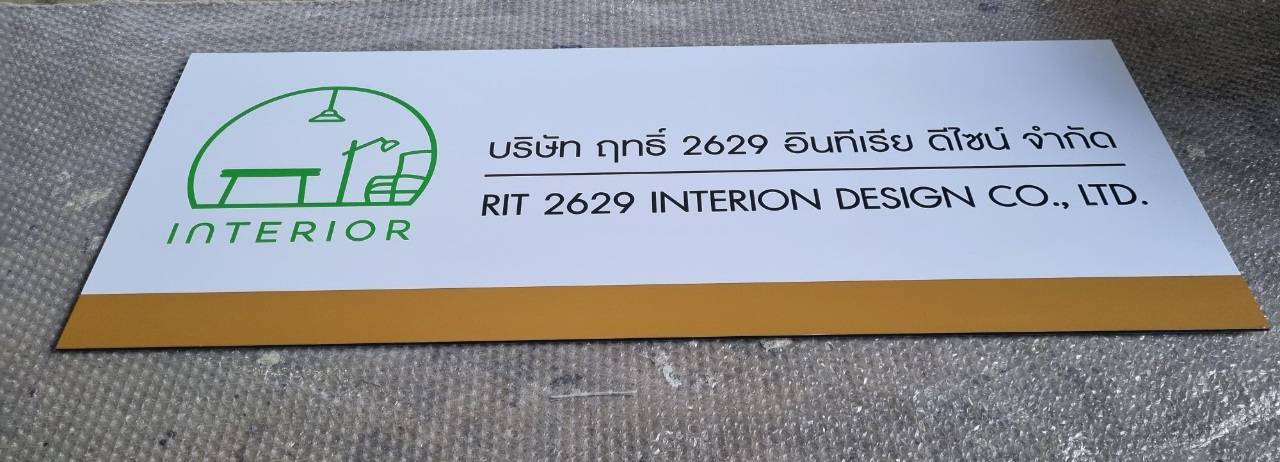 INTERIOR
บริษัท ฤทธิ์ 2629 อินทีเรีย ดีไซน์ จำกัด
RIT 2629 INTERION DESIGN CO., LTD.